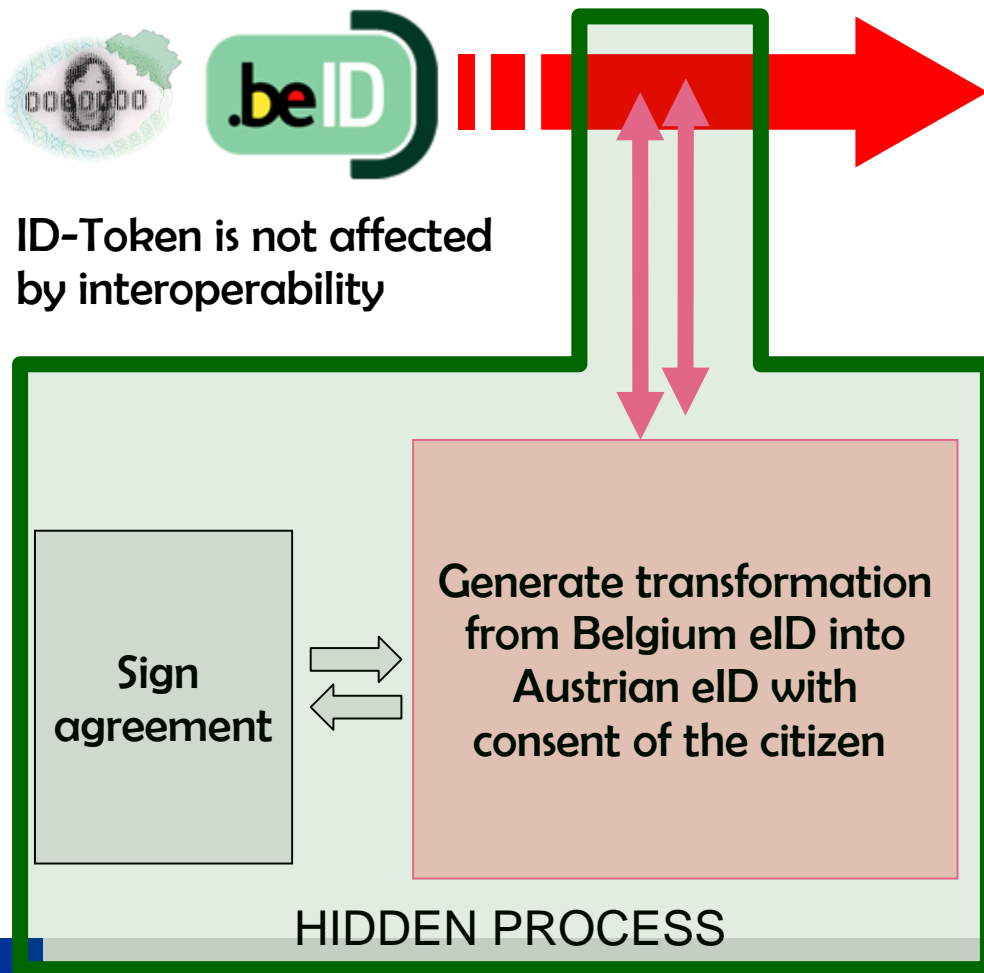 0000000
.beID
ID-Token is not affected
by interoperability
Sign
agreement
Generate transformation
from Belgium eID into
Austrian eID with
consent of the citizen
HIDDEN PROCESS